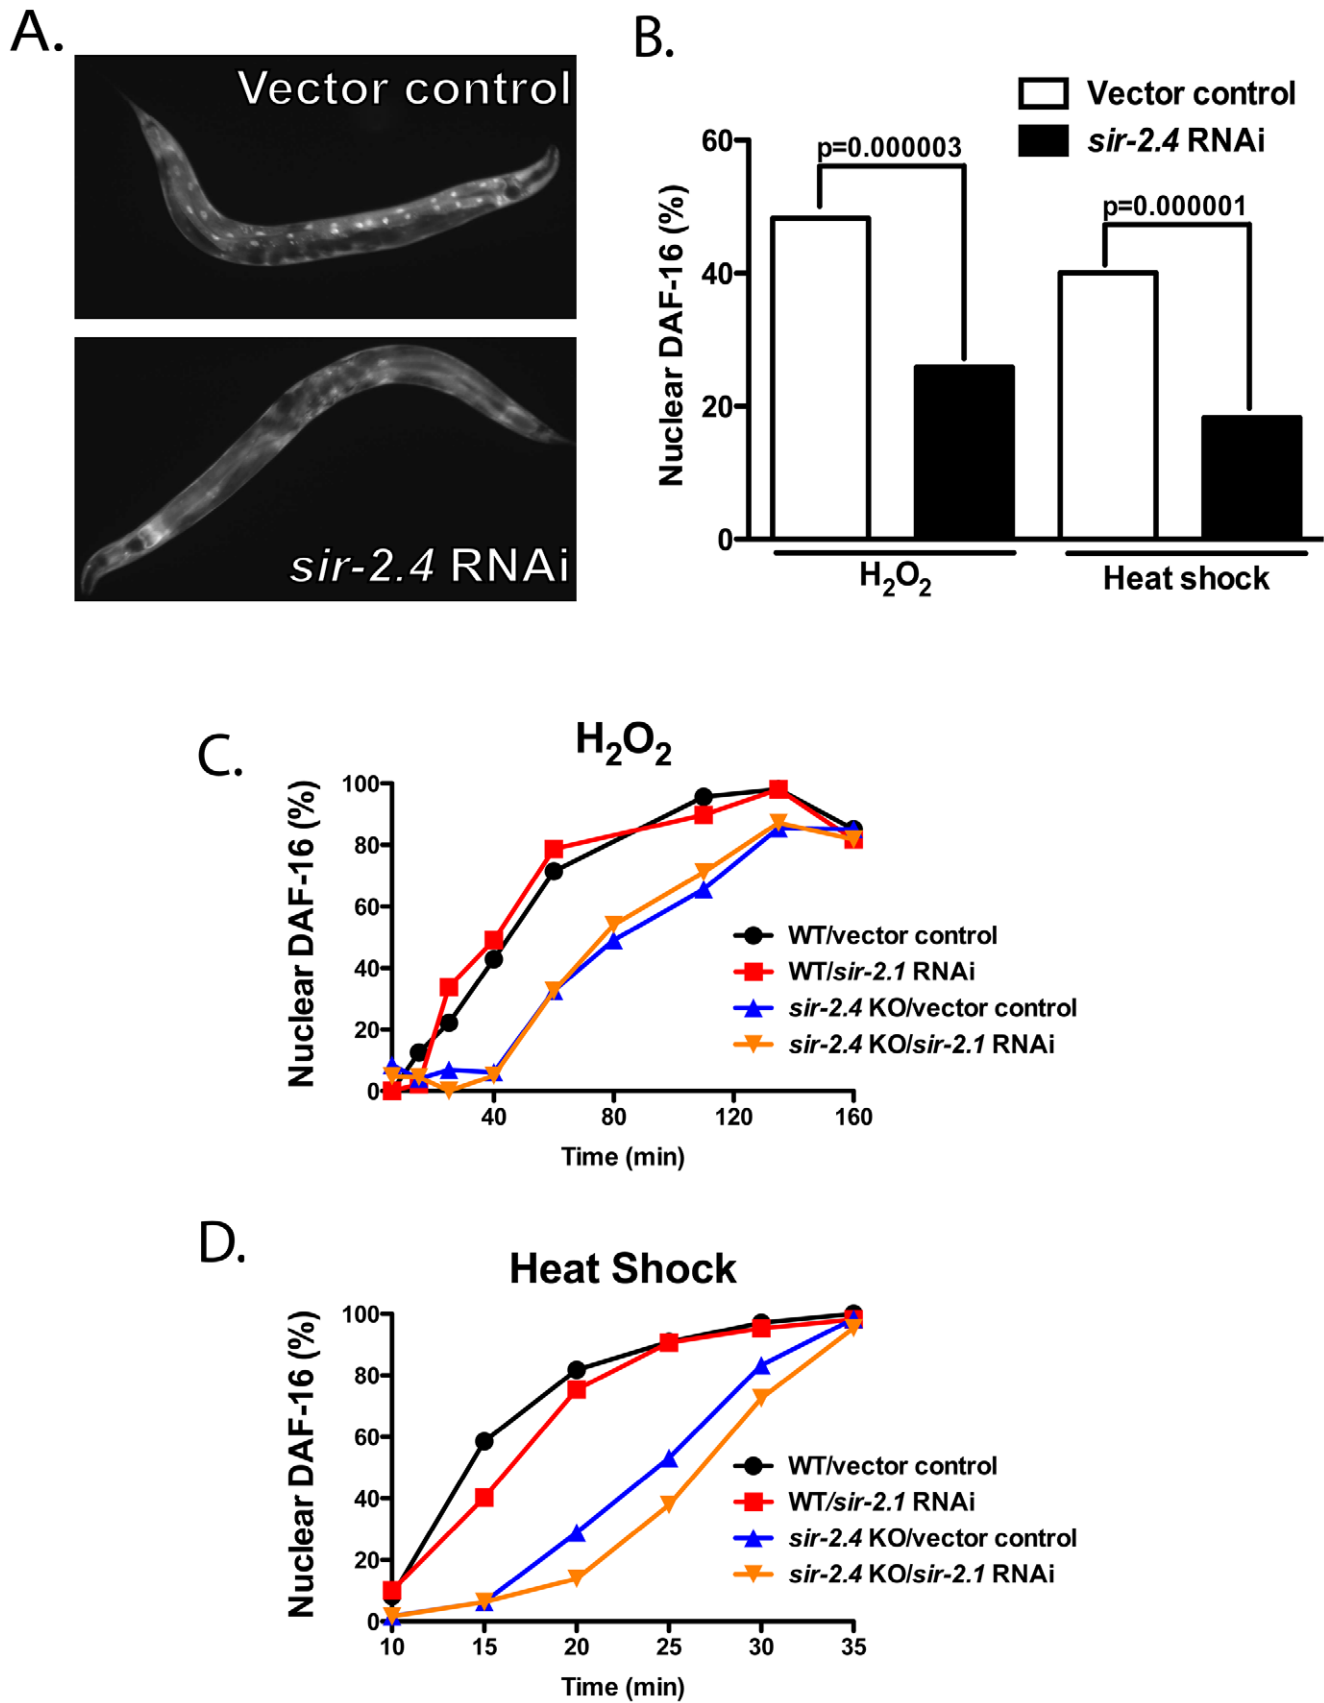 A.
Vector control
sir-2.4 RNAi
B.
Vector control
sir-2.4 RNAi
Nuclear DAF-16 (%)
60
40
20
0
p=0.000003
p=0.000001
H2O2
Heat shock
C.
H2O2
Nuclear DAF-16 (%)
100
80
60
40
20
0
40 80 120 160
Time (min)
WT/vector control
WT/sir-2.1 RNAi
sir-2.4 KO/vector control
sir-2.4 KO/sir-2.1 RNAi
D.
Heat Shock
Nuclear DAF-16 (%)
100
80
60
40
20
0
10 15 20 25 30 35
Time (min)
WT/vector control
WT/sir-2.1 RNAi
sir-2.4 KO/vector control
sir-2.4 KO/sir-2.1 RNAi